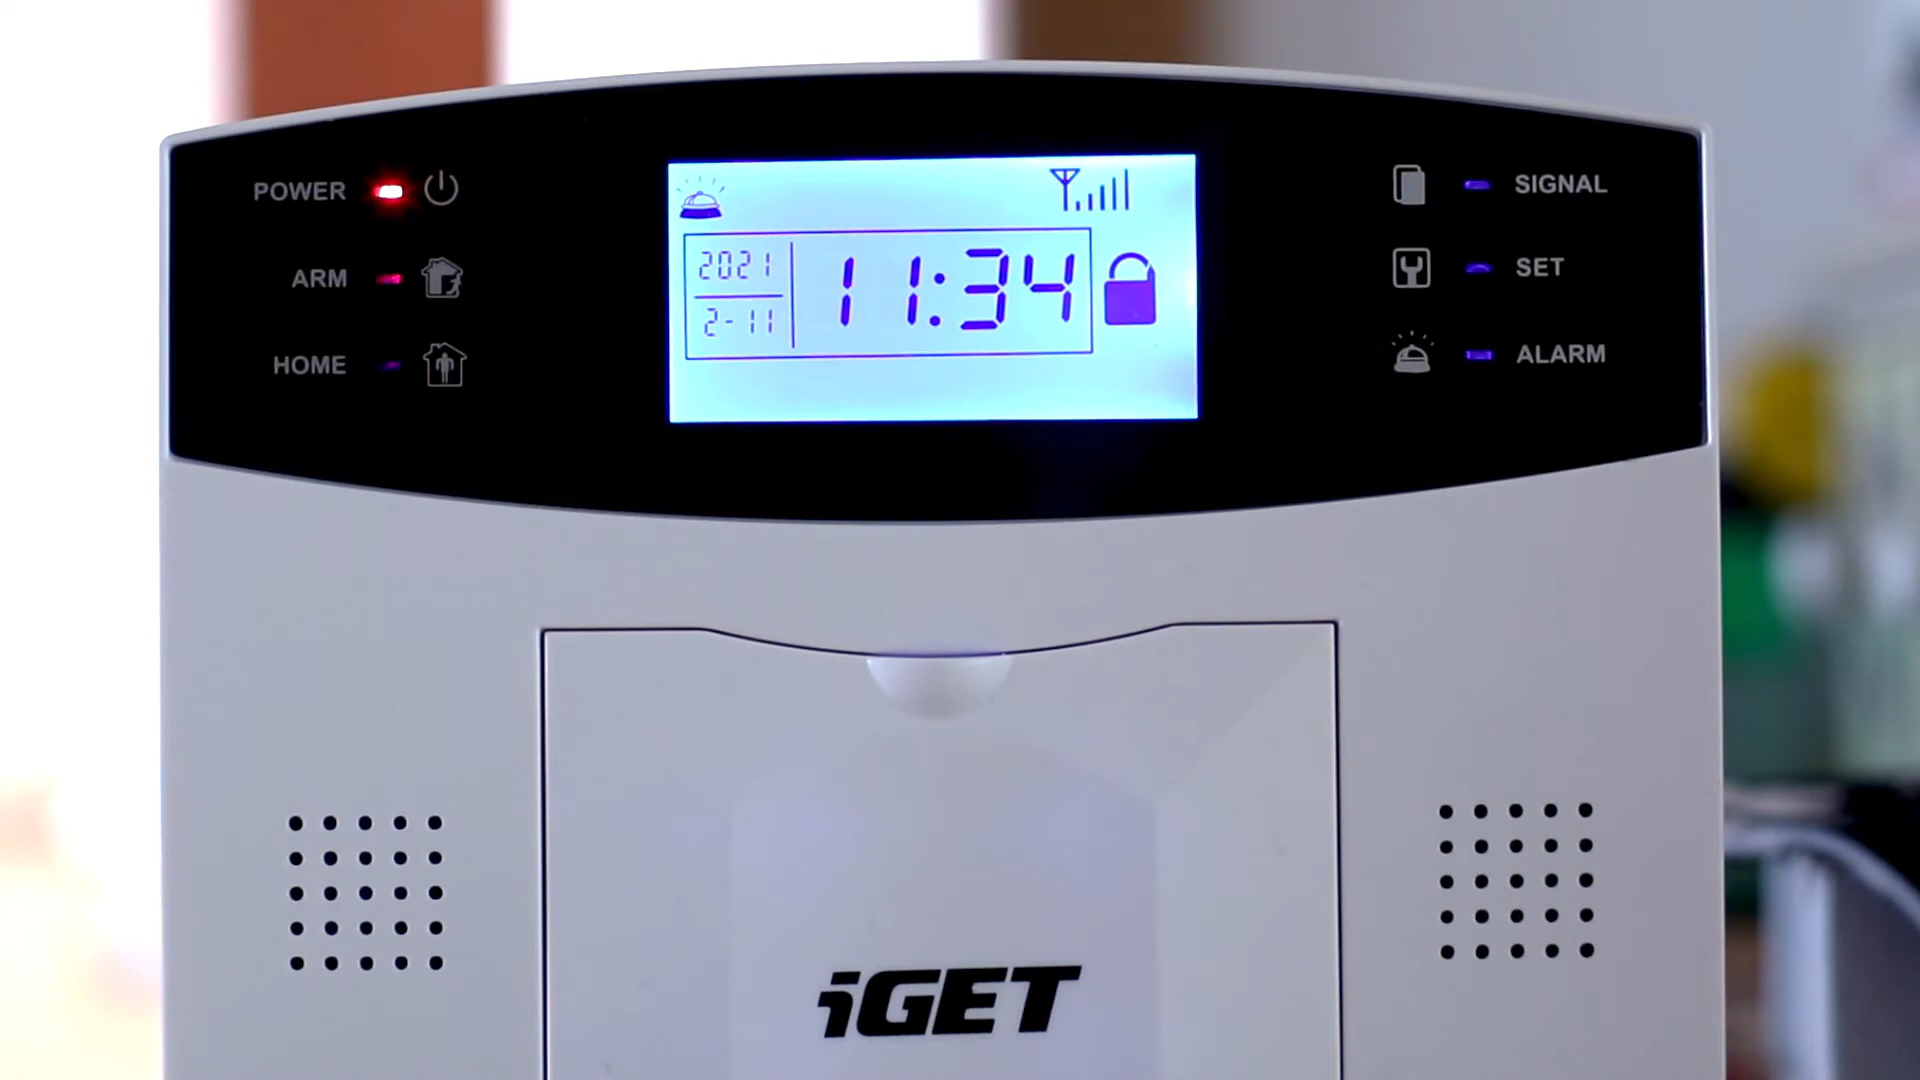 POWER
ARM
HOME
2021
2-11
11:34
SIGNAL
SET
ALARM
iGET